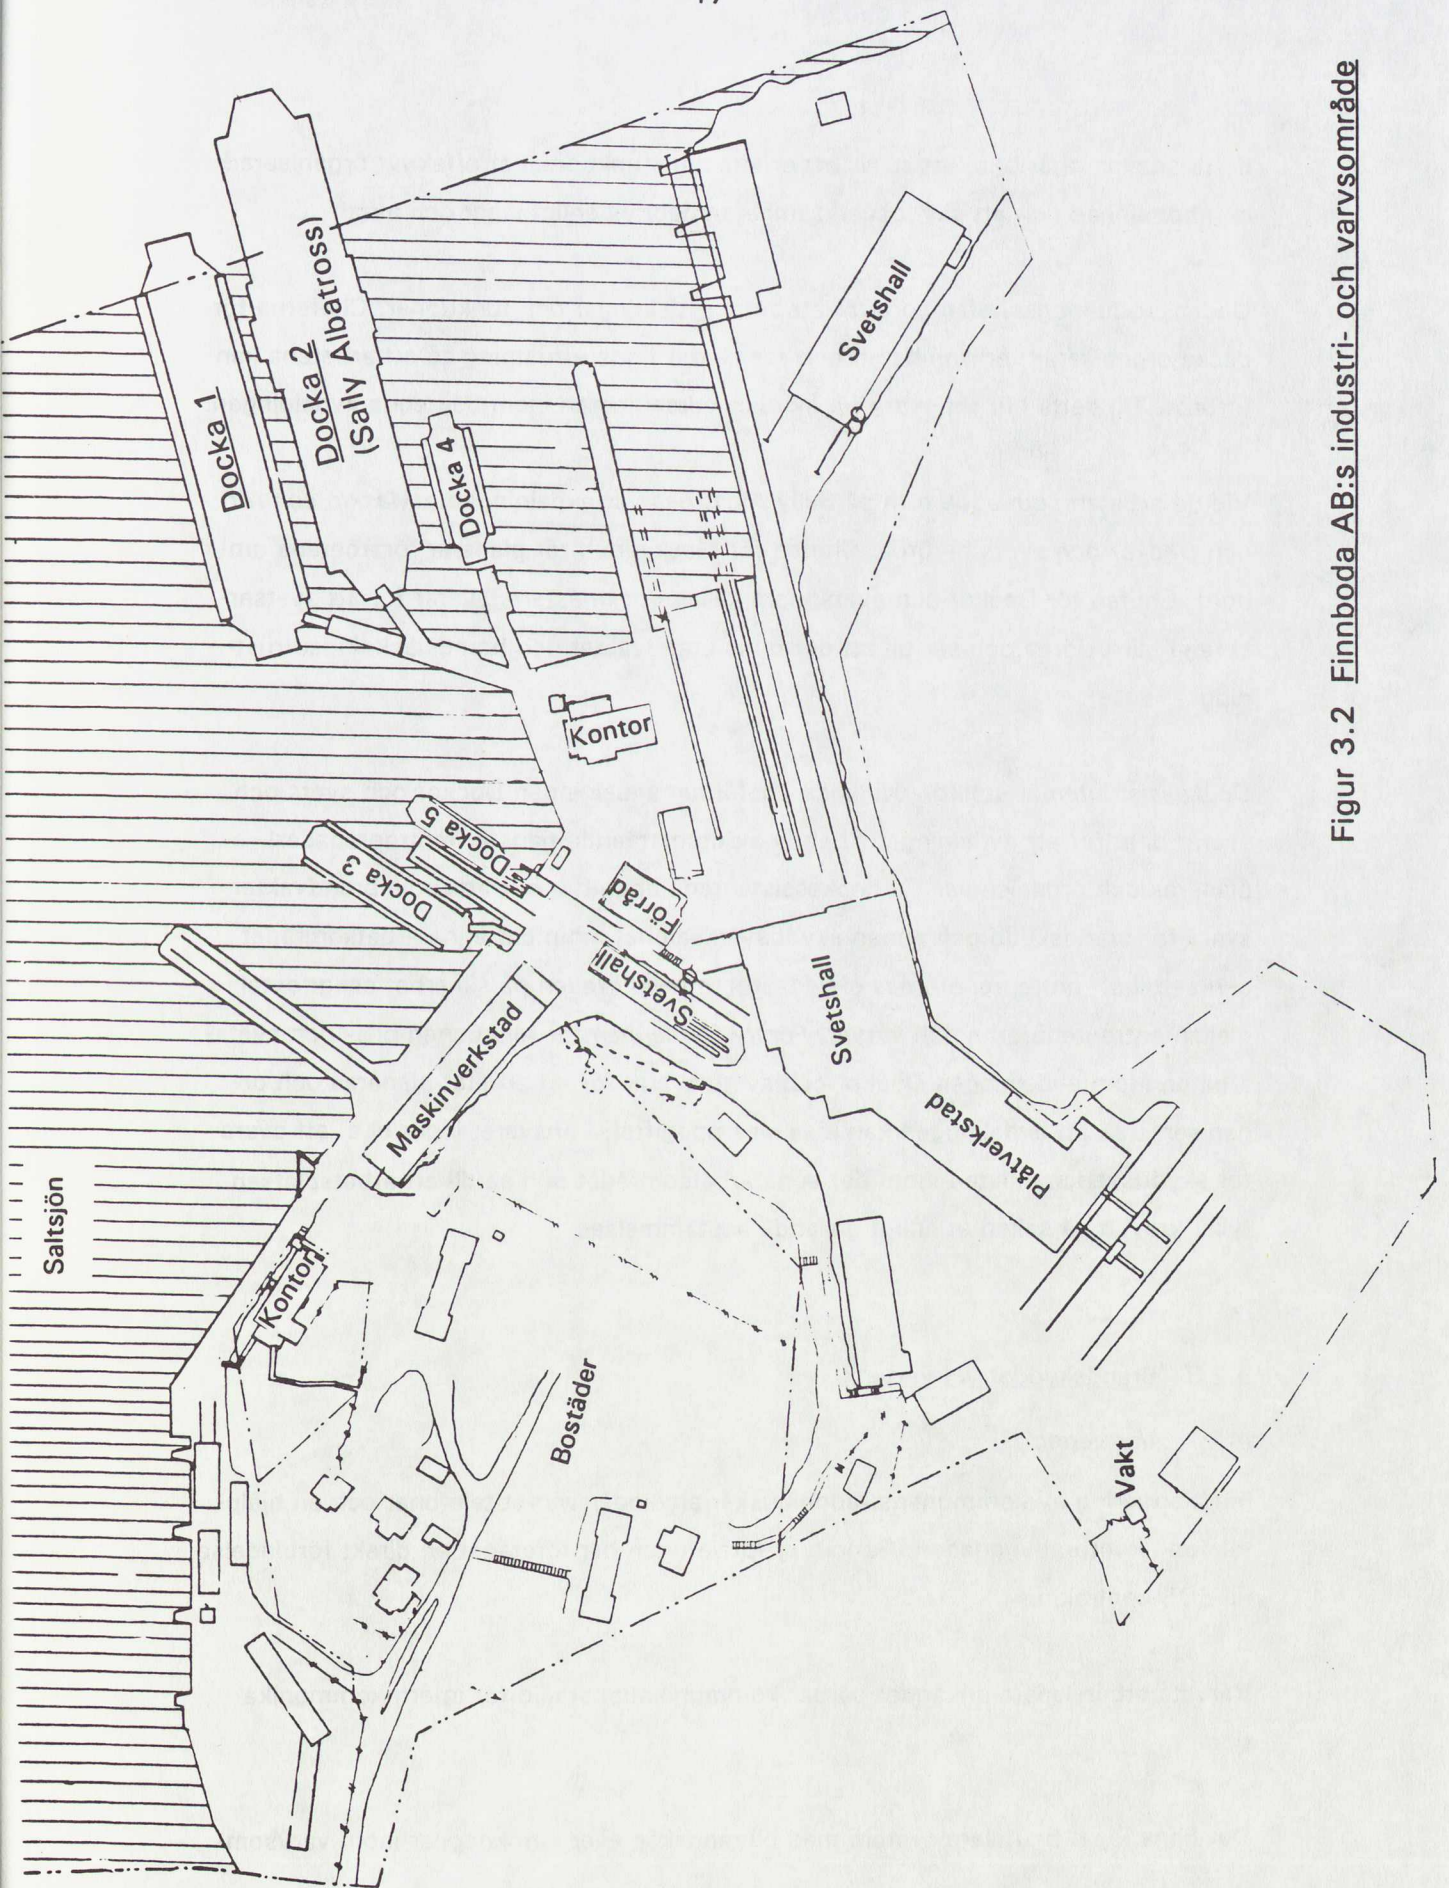 Saltsjön
Docka 1
Docka 2
(Sally Albatross)
Docka 4
Docka 5
Docka 3
Kontor
Förråd
Svetshall
Svetshall
Svetshall
Maskinverkstad
Plåtverkstad
Kontor
Bostäder
Vakt
Figur 3.2 Finnboda AB:s industri- och varvsområde